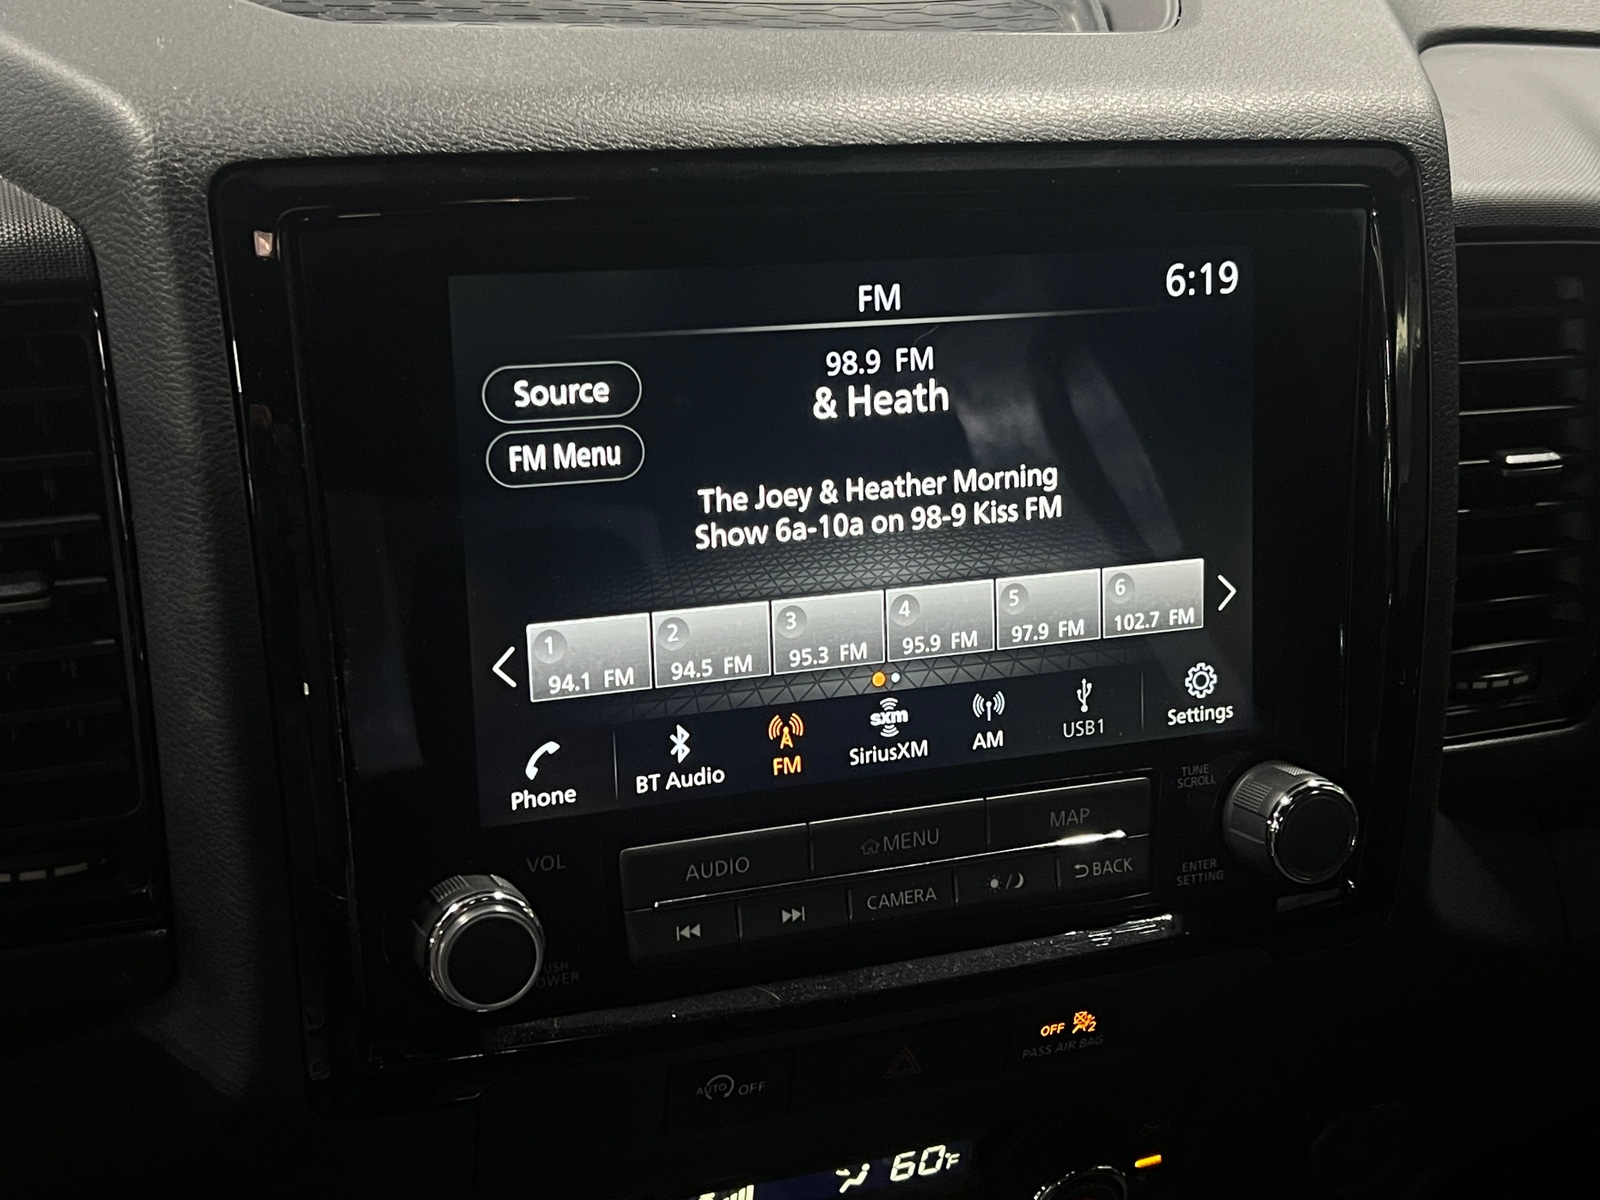 FM
6:19
98.9 FM
& Heath
Source
FM Menu
The Joey & Heather Morning
Show 6a-10a on 98-9 Kiss FM
1
94.1 FM
2
94.5 FM
3
95.3 FM
4
95.9 FM
5
97.9 FM
6
102.7 FM
Phone
BT Audio
FM
sxm
SiriusXM
AM
USB1
Settings
VOL
AUDIO
MENU
MAP
TUNE
SCROLL
CAMERA
BACK
ENTER
SETTING
OFF 2
PASS AIR BAG
AUTO OFF
60°F